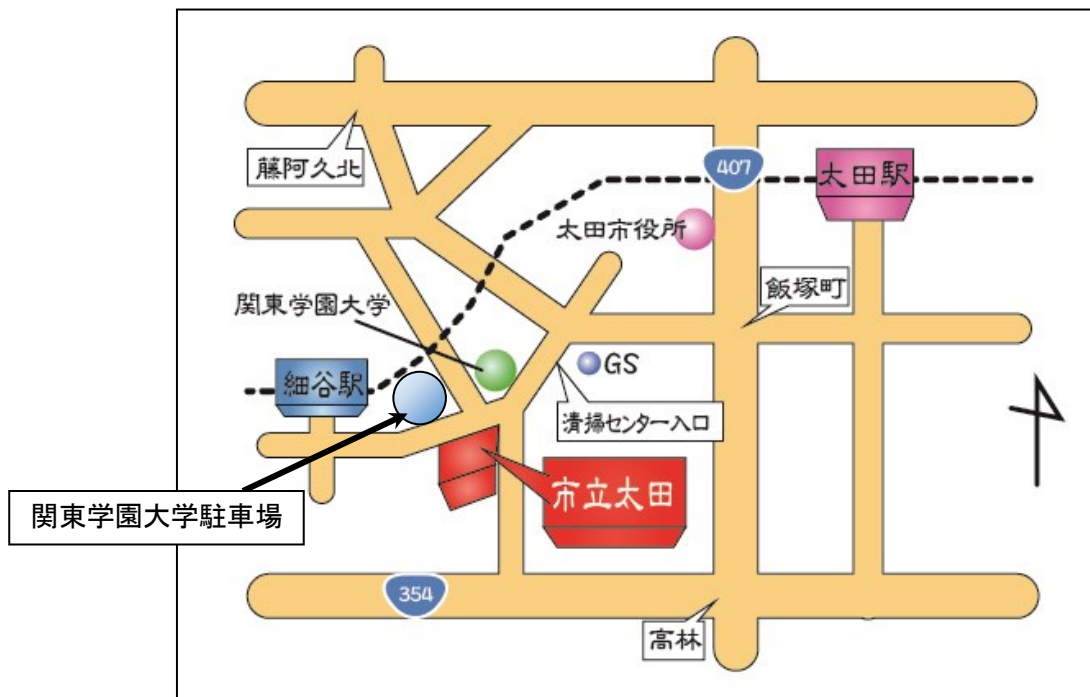 藤阿久北
407
太田駅
太田市役所
飯塚町
関東学園大学
GS
細谷駅
清掃センター入口
市立太田
関東学園大学駐車場
354
高林